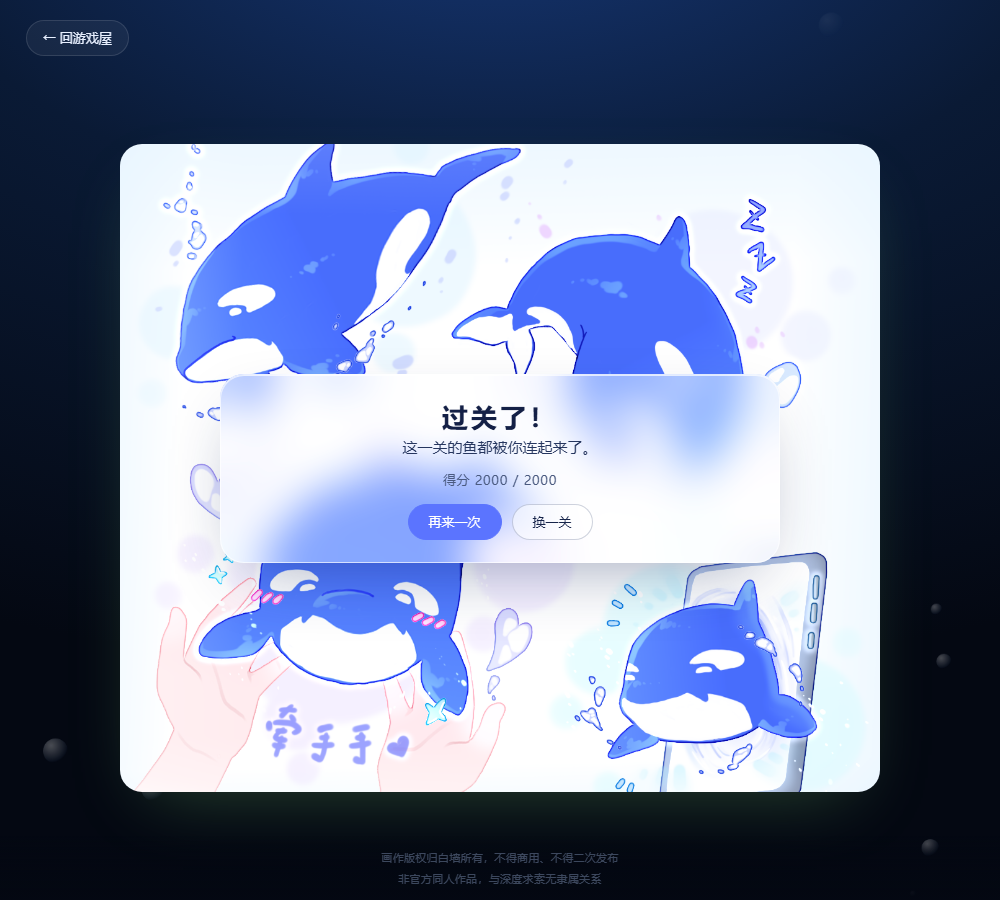 ← 回游戏屋
Z
Z
Z
过关了！
这一关的鱼都被你连起来了。
得分 2000 / 2000
再来一次
换一关
牵手手
画作版权归白墙所有，不得商用、不得二次发布
非官方同人作品，与深度求索无隶属关系